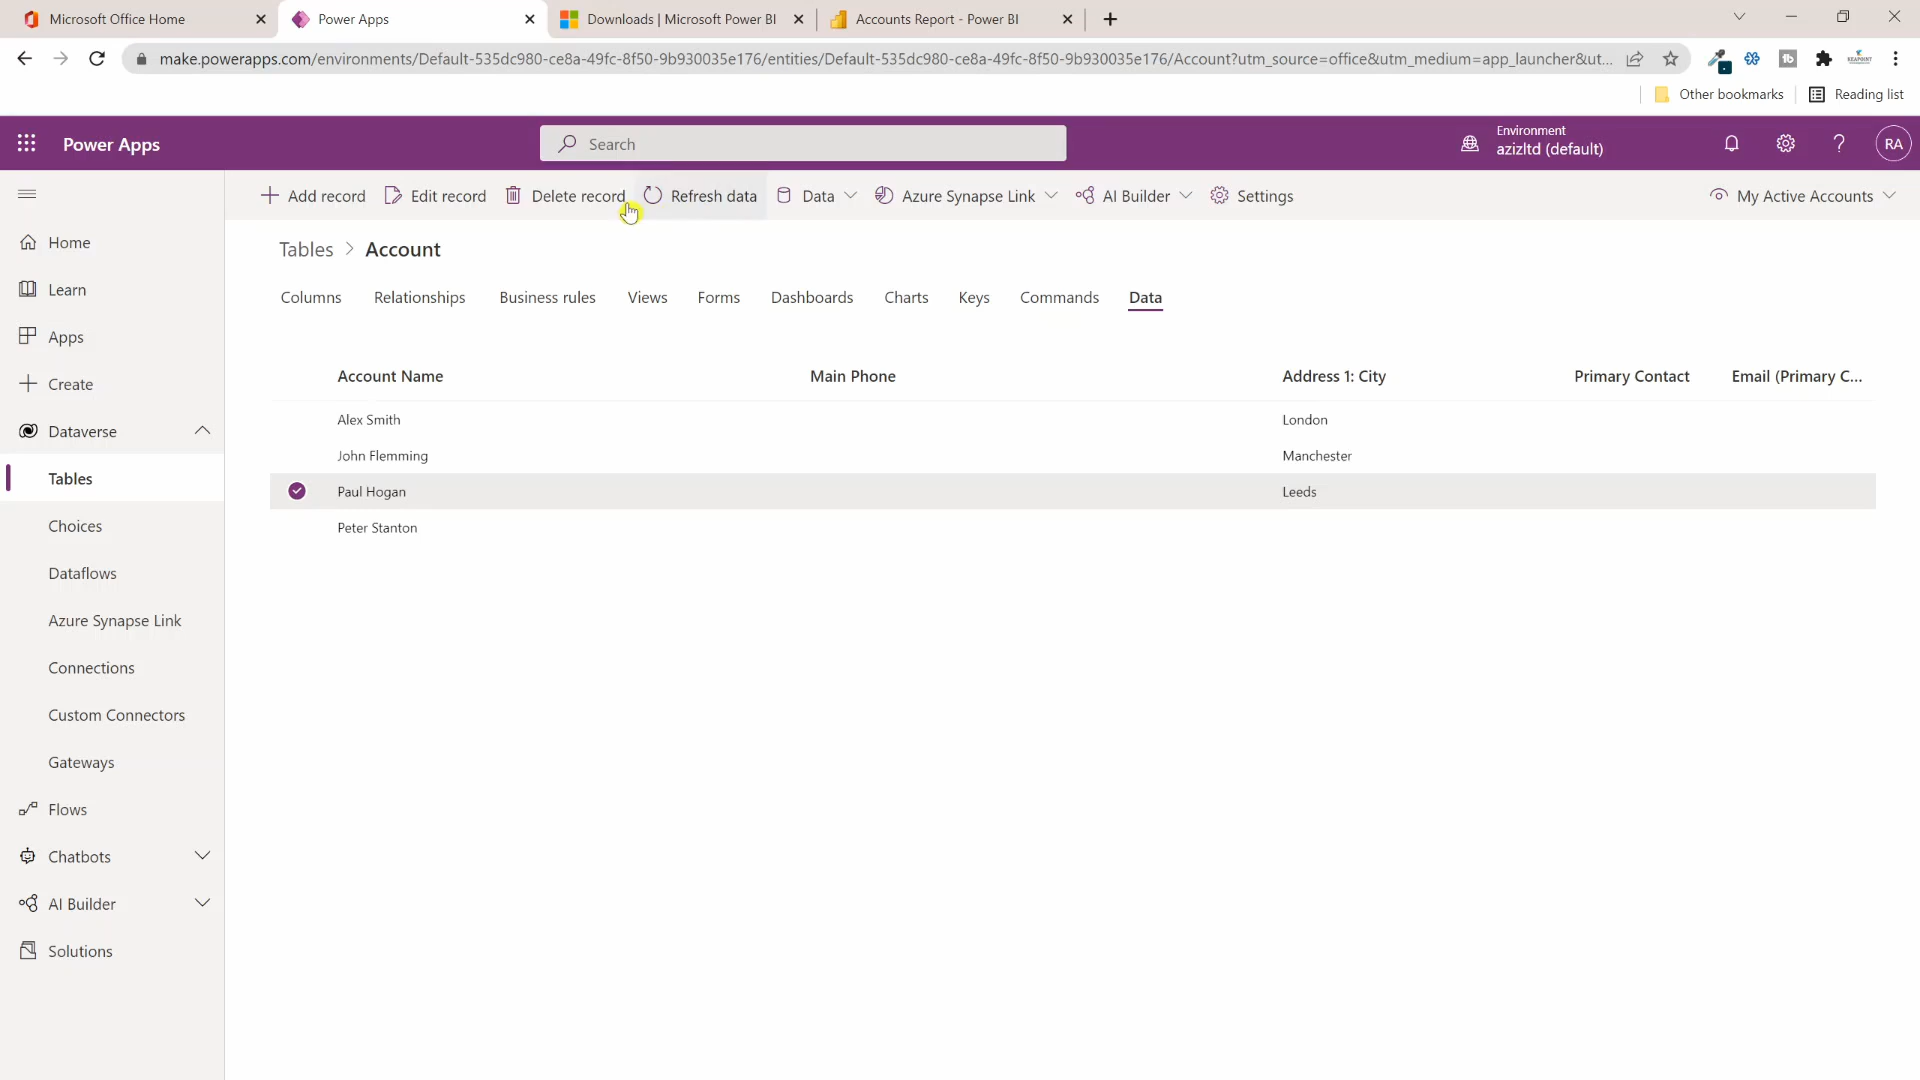 Microsoft Office Home
Power Apps
Downloads | Microsoft Power BI
Accounts Report - Power BI
make.powerapps.com/environments/Default-535dc980-ce8a-49fc-8f50-9b930035e176/entities/Default-535dc980-ce8a-49fc-8f50-9b930035e176/Account?utm_source=office&utm_medium=app_launcher&ut...
Other bookmarks
Reading list
Power Apps
Search
Environment
azizltd (default)
RA
Add record
Edit record
Delete record
Refresh data
Data
Azure Synapse Link
AI Builder
Settings
My Active Accounts
Home
Learn
Apps
Create
Dataverse
Tables
Choices
Dataflows
Azure Synapse Link
Connections
Custom Connectors
Gateways
Flows
Chatbots
AI Builder
Solutions
Tables > Account
Columns Relationships Business rules Views Forms Dashboards Charts Keys Commands Data
Account Name Main Phone Address 1: City Primary Contact Email (Primary C...
Alex Smith London
John Flemming Manchester
Paul Hogan Leeds
Peter Stanton